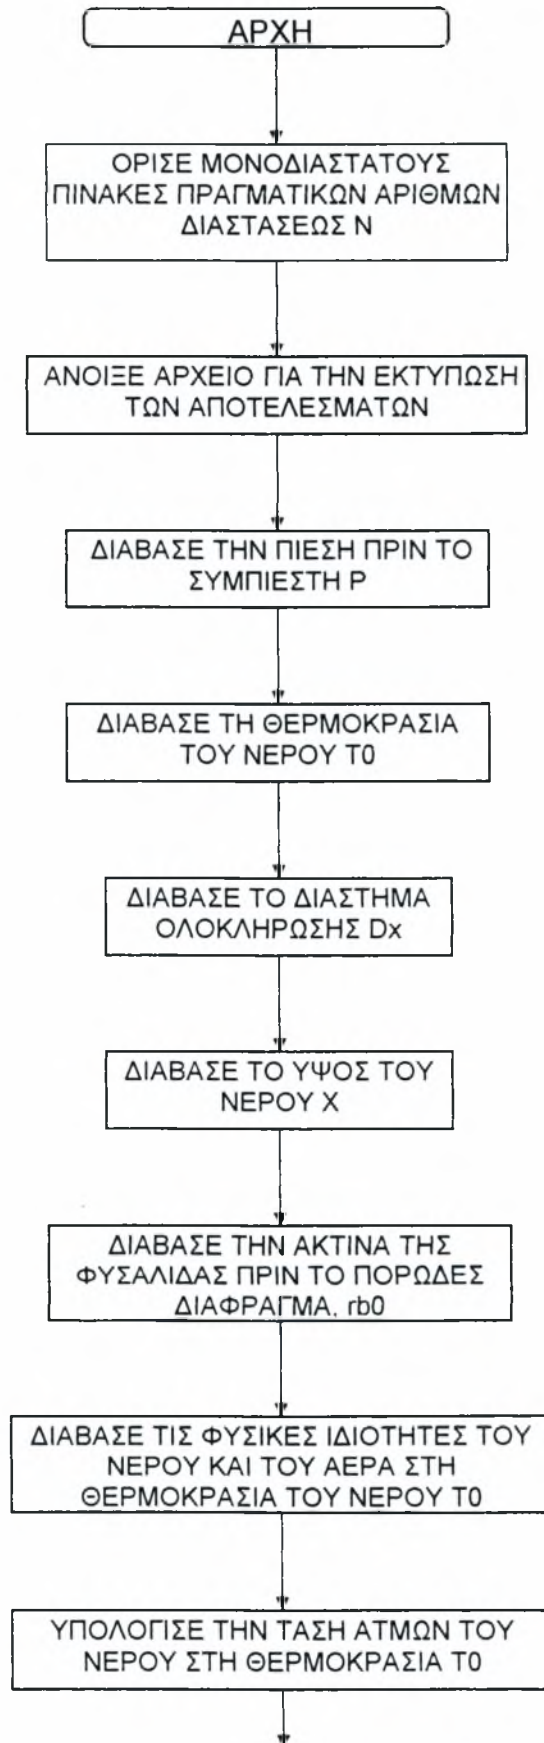 ΑΡΧΗ
ΟΡΙΣΕ ΜΟΝΟΔΙΑΣΤΑΤΟΥΣ
ΠΙΝΑΚΕΣ ΠΡΑΓΜΑΤΙΚΩΝ ΑΡΙΘΜΩΝ
ΔΙΑΣΤΑΣΕΩΣ Ν
ΑΝΟΙΞΕ ΑΡΧΕΙΟ ΓΙΑ ΤΗΝ ΕΚΤΥΠΩΣΗ
ΤΩΝ ΑΠΟΤΕΛΕΣΜΑΤΩΝ
ΔΙΑΒΑΣΕ ΤΗΝ ΠΙΕΣΗ ΠΡΙΝ ΤΟ
ΣΥΜΠΙΕΣΤΗ Ρ
ΔΙΑΒΑΣΕ ΤΗ ΘΕΡΜΟΚΡΑΣΙΑ
ΤΟΥ ΝΕΡΟΥ Τ0
ΔΙΑΒΑΣΕ ΤΟ ΔΙΑΣΤΗΜΑ
ΟΛΟΚΛΗΡΩΣΗΣ Dx
ΔΙΑΒΑΣΕ ΤΟ ΥΨΟΣ ΤΟΥ
ΝΕΡΟΥ Χ
ΔΙΑΒΑΣΕ ΤΗΝ ΑΚΤΙΝΑ ΤΗΣ
ΦΥΣΑΛΙΔΑΣ ΠΡΙΝ ΤΟ ΠΟΡΩΔΕΣ
ΔΙΑΦΡΑΓΜΑ, rb0
ΔΙΑΒΑΣΕ ΤΙΣ ΦΥΣΙΚΕΣ ΙΔΙΟΤΗΤΕΣ ΤΟΥ
ΝΕΡΟΥ ΚΑΙ ΤΟΥ ΑΕΡΑ ΣΤΗ
ΘΕΡΜΟΚΡΑΣΙΑ ΤΟΥ ΝΕΡΟΥ Τ0
ΥΠΟΛΟΓΙΣΕ ΤΗΝ ΤΑΣΗ ΑΤΜΩΝ ΤΟΥ
ΝΕΡΟΥ ΣΤΗ ΘΕΡΜΟΚΡΑΣΙΑ Τ0